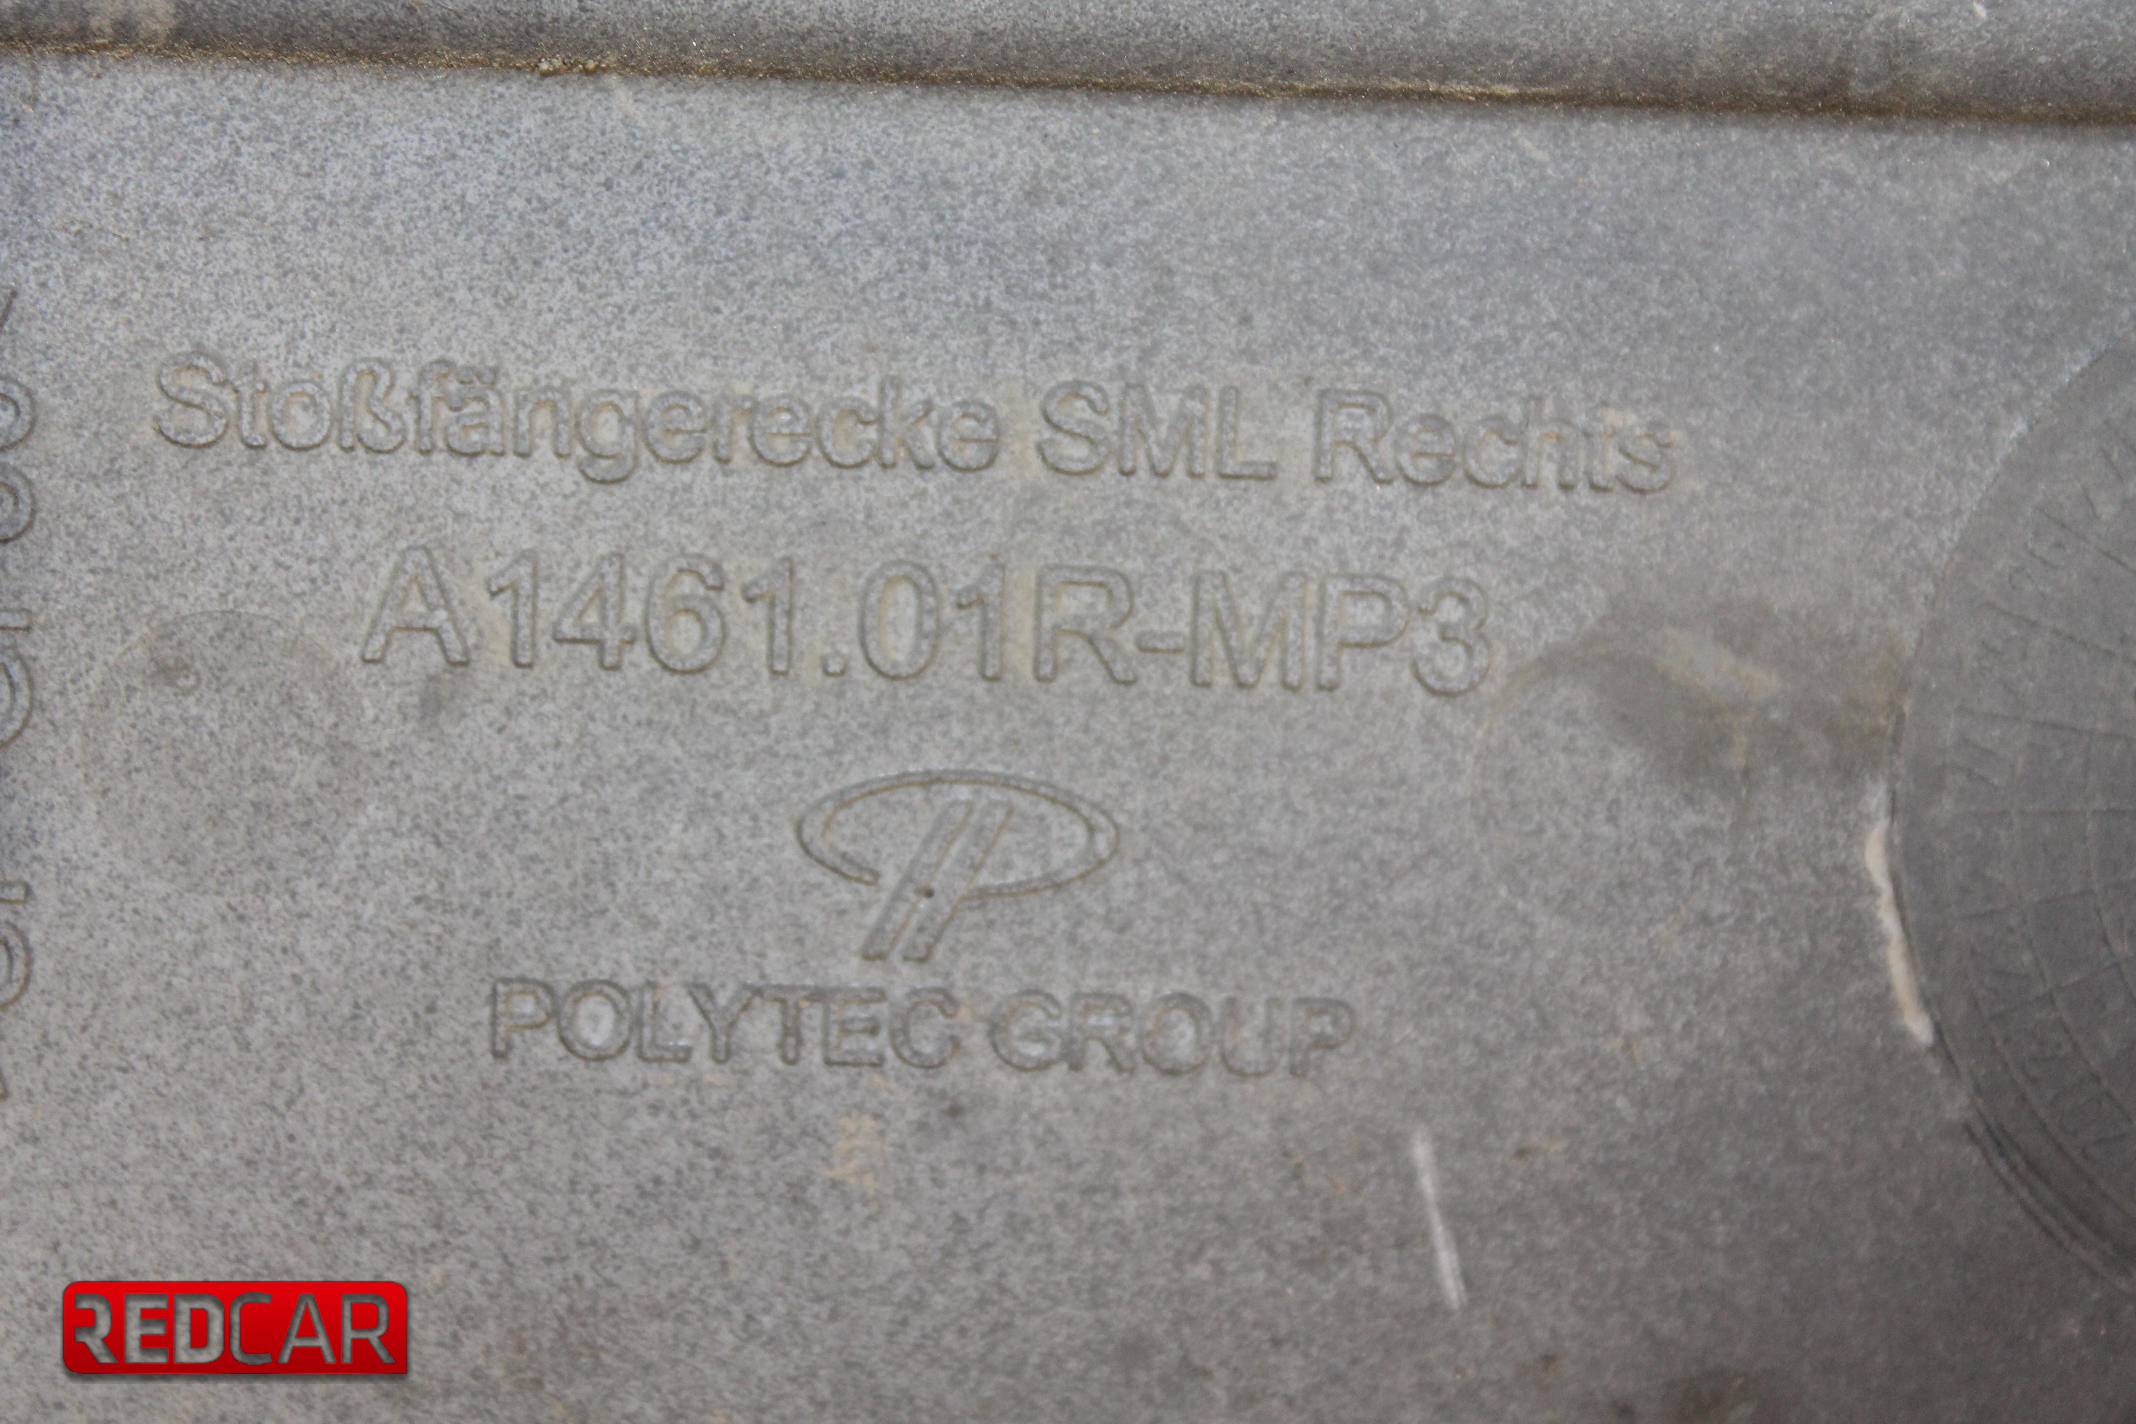 Stoßfängerecke SML Rechts
A1461.01R-MP3
POLYTEC GROUP
REDCAR